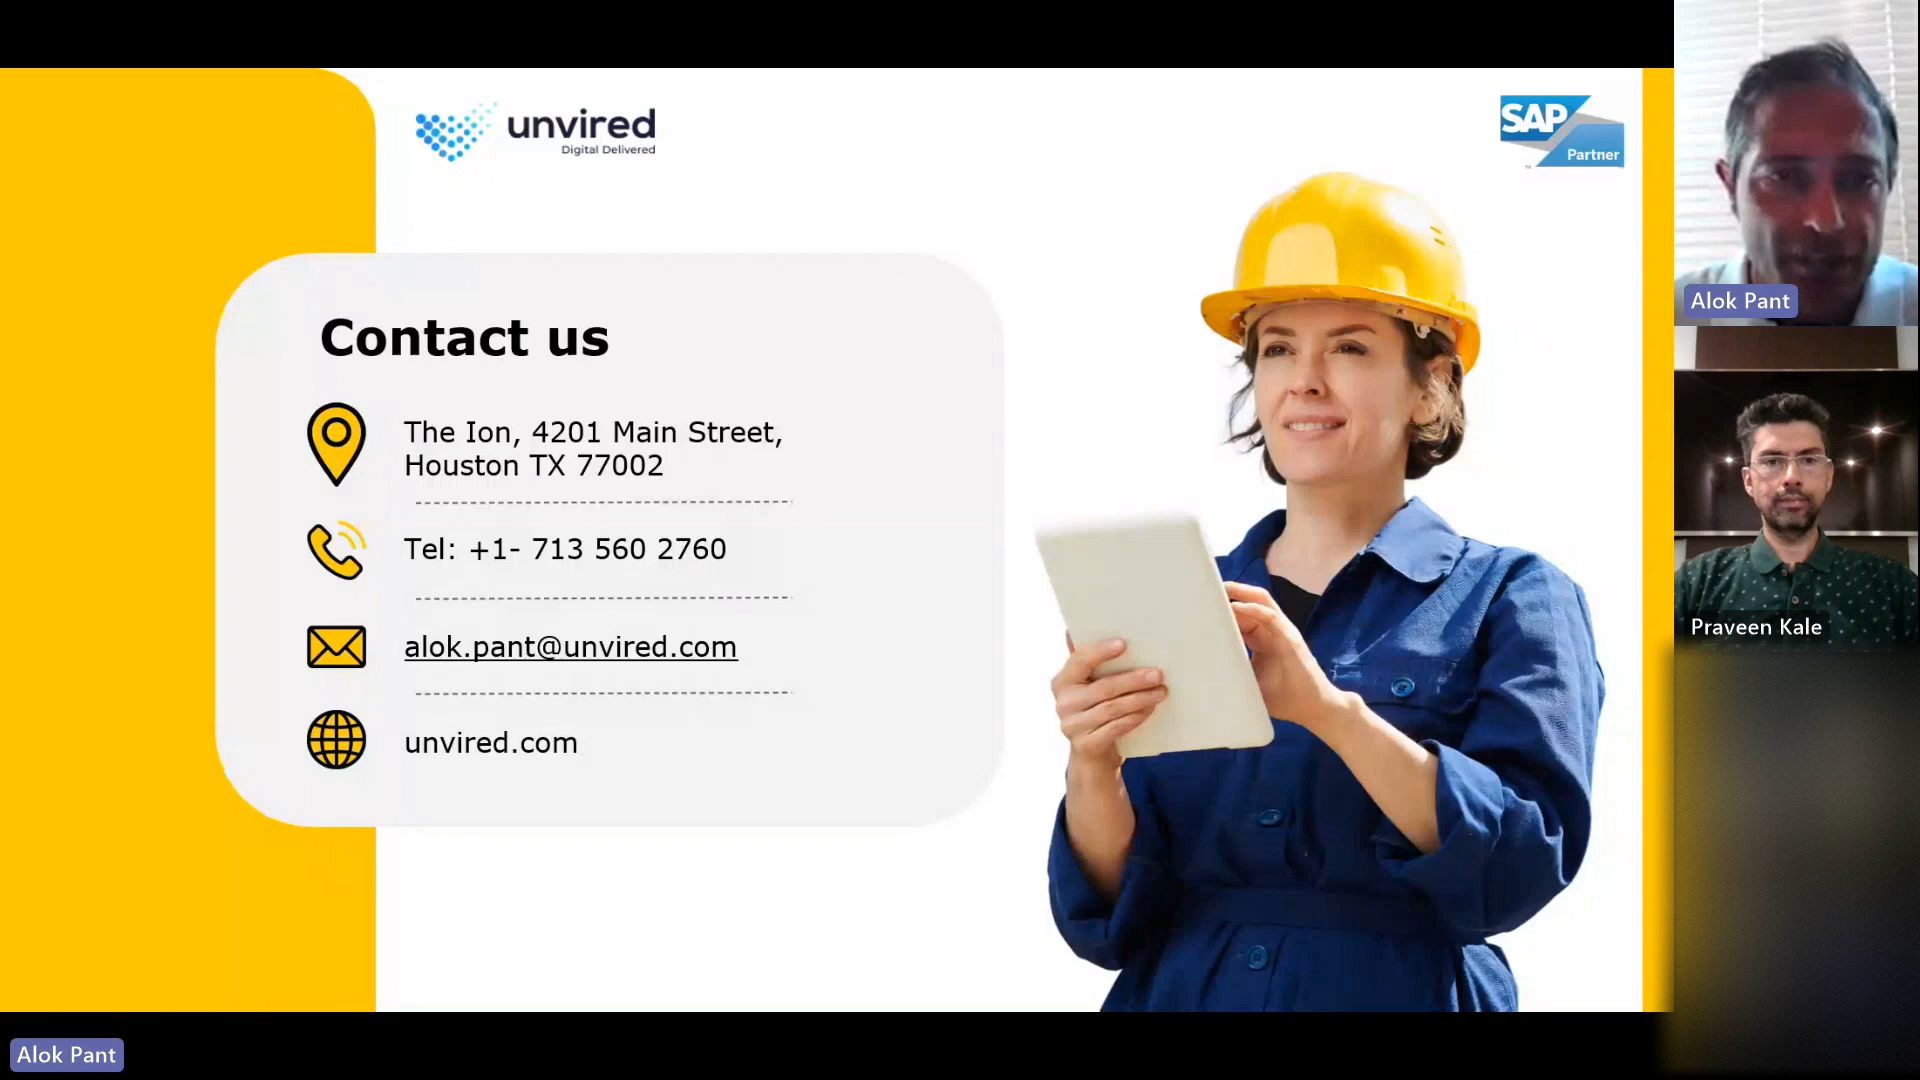 unvired
Digital Delivered
SAP
Partner
Contact us
The Ion, 4201 Main Street,
Houston TX 77002
Tel: +1- 713 560 2760
alok.pant@unvired.com
unvired.com
Alok Pant
Praveen Kale
Alok Pant